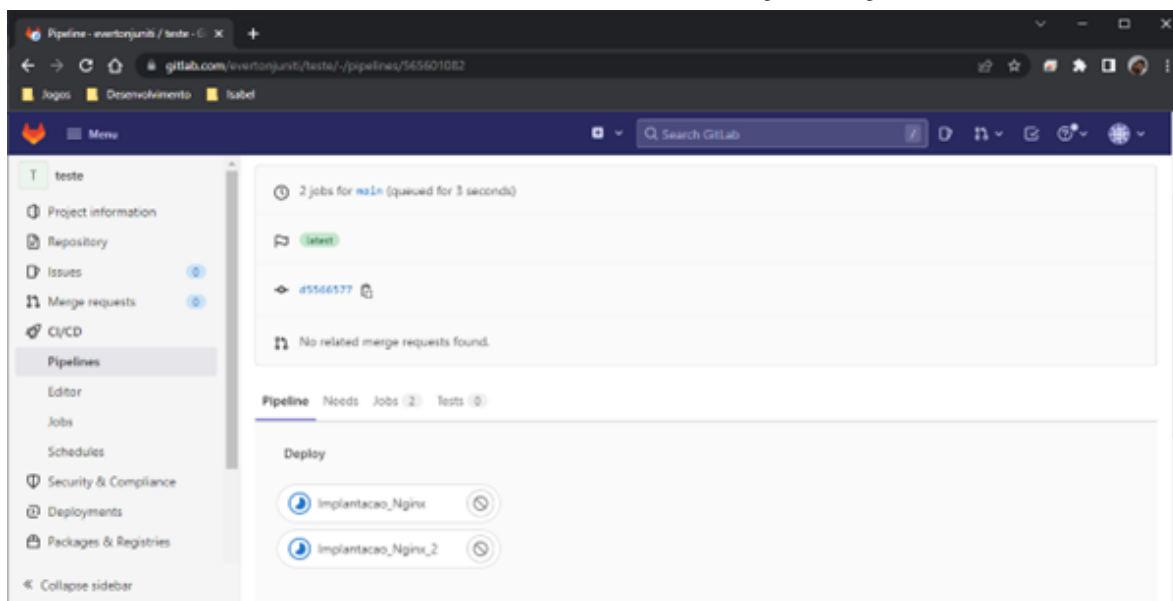 Pipeline - evertonjuniti / teste - G
gitlab.com/evertonjuniti/teste/-/pipelines/565601082
Jogos Desenvolvimento Isabel
Menu
Search GitLab
/
T teste
Project information
Repository
Issues 0
Merge requests 0
CI/CD
Pipelines
Editor
Jobs
Schedules
Security & Compliance
Deployments
Packages & Registries
Collapse sidebar
2 jobs for main (queued for 3 seconds)
latest
d5566577
No related merge requests found.
Pipeline Needs Jobs 2 Tests 0
Deploy
Implantacao_Nginx
Implantacao_Nginx_2